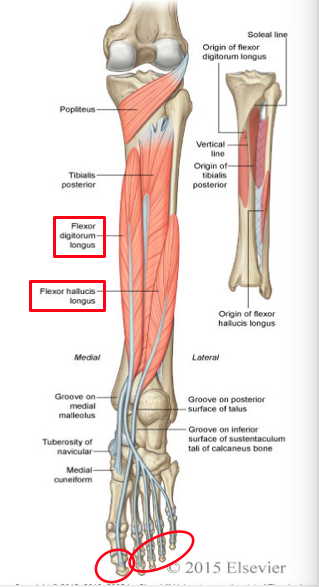 Soleal line
Origin of flexor
digitorum longus
Popliteus
Vertical
line
Origin of
tibialis
posterior
Tibialis
posterior
Flexor
digitorum
longus
Flexor hallucis
longus
Origin of flexor
hallucis longus
Medial
Lateral
Groove on
medial
malleolus
Groove on posterior
surface of talus
Groove on inferior
surface of sustentaculum
tali of calcaneus bone
Tuberosity of
navicular
Medial
cuneiform
© 2015 Elsevier